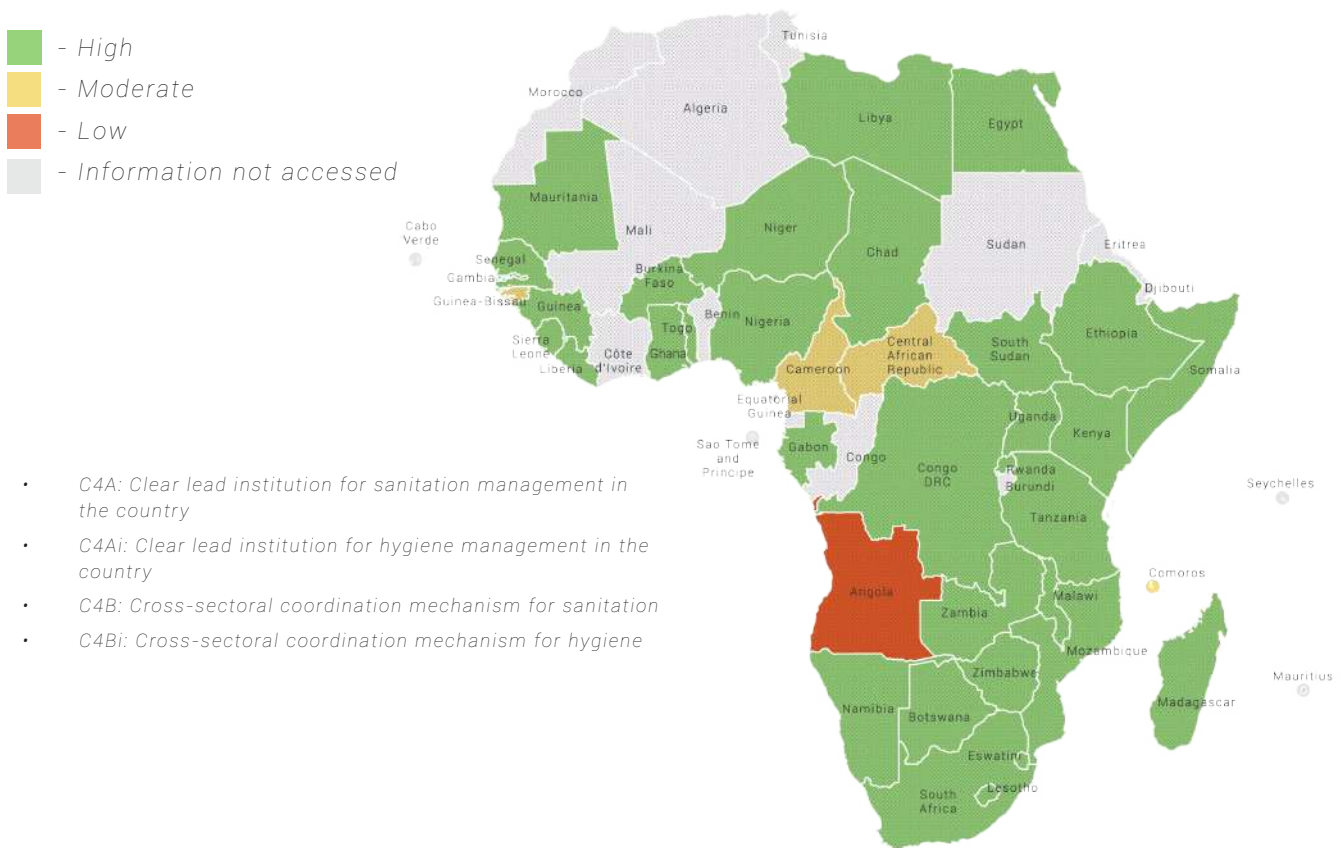 - High
- Moderate
- Low
- Information not accessed
Tunisia
Morocco
Algeria
Libya
Egypt
Mauritania
Cabo
Verde
Mali
Niger
Chad
Sudan
Eritrea
Senegal
Gambia
Burkina
Faso
Djibouti
Guinea-Bissau
Guinea
Benin
Togo
Nigeria
Ethiopia
Sierra
Leone
Côte
d'Ivoire
Ghana
Liberia
Central
African
Republic
South
Sudan
Cameroon
Somalia
Equatorial
Guinea
Uganda
Kenya
Sao Tome
and
Principe
Gabon
Congo
Congo
DRC
Rwanda
Burundi
Seychelles
Tanzania
• C4A: Clear lead institution for sanitation management in
the country
• C4Ai: Clear lead institution for hygiene management in the
country
• C4B: Cross-sectoral coordination mechanism for sanitation
• C4Bi: Cross-sectoral coordination mechanism for hygiene
Comoros
Angola
Malawi
Zambia
Mozambique
Zimbabwe
Mauritius
Madagascar
Namibia
Botswana
Eswatini
Lesotho
South
Africa